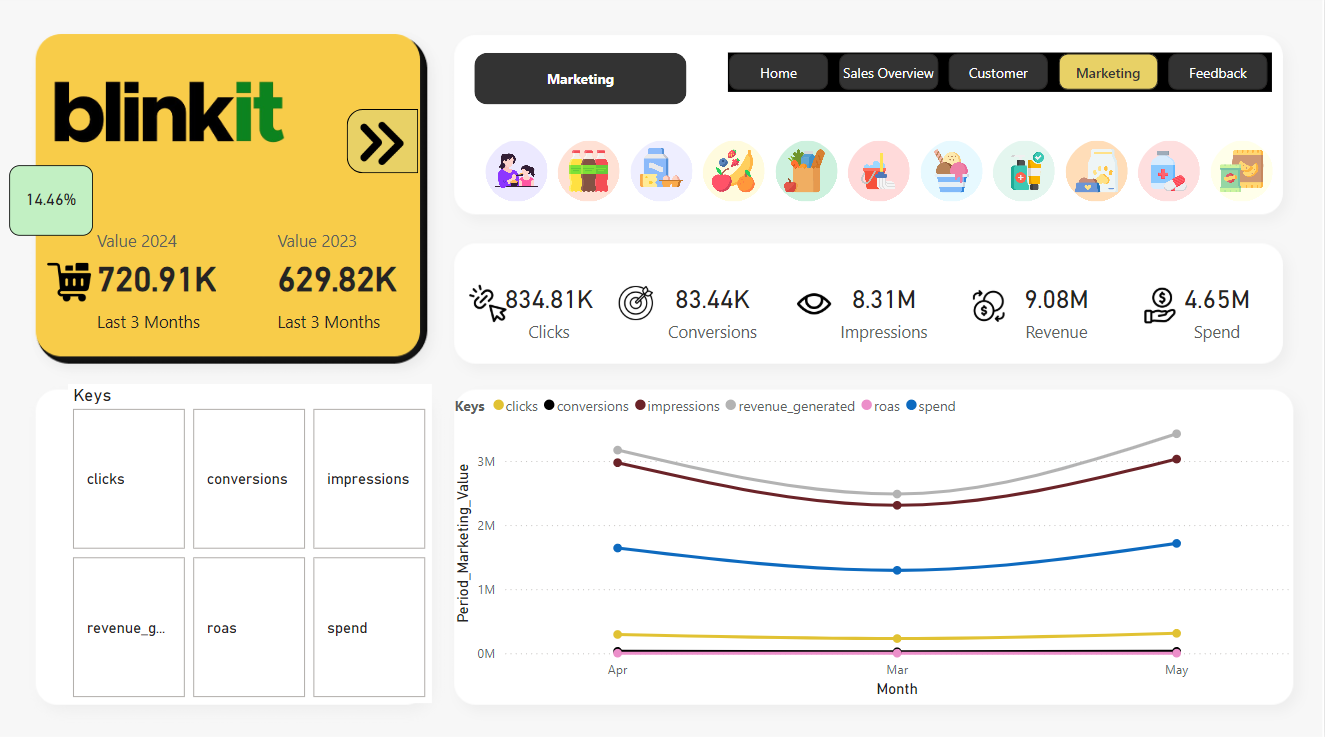 blinkit
14.46%
Value 2024
720.91K
Last 3 Months
Value 2023
629.82K
Last 3 Months
Marketing
Home
Sales Overview
Customer
Marketing
Feedback
834.81K
Clicks
83.44K
Conversions
8.31M
Impressions
9.08M
Revenue
4.65M
Spend
Keys
clicks
conversions
impressions
revenue_g...
roas
spend
Keys clicks conversions impressions revenue_generated roas spend
Period_Marketing_Value
3M
2M
1M
0M
Apr Mar May
Month